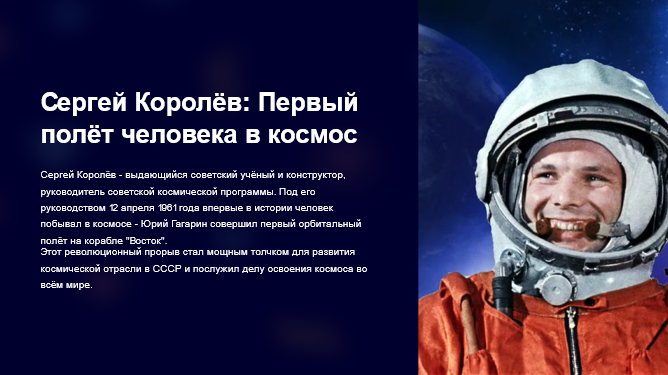 Сергей Королёв: Первый
полёт человека в космос
Сергей Королёв - выдающийся советский учёный и конструктор,
руководитель советской космической программы. Под его
руководством 12 апреля 1961 года впервые в истории человек
побывал в космосе - Юрий Гагарин совершил первый орбитальный
полёт на корабле "Восток".
Этот революционный прорыв стал мощным толчком для развития
космической отрасли в СССР и послужил делу освоения космоса во
всём мире.